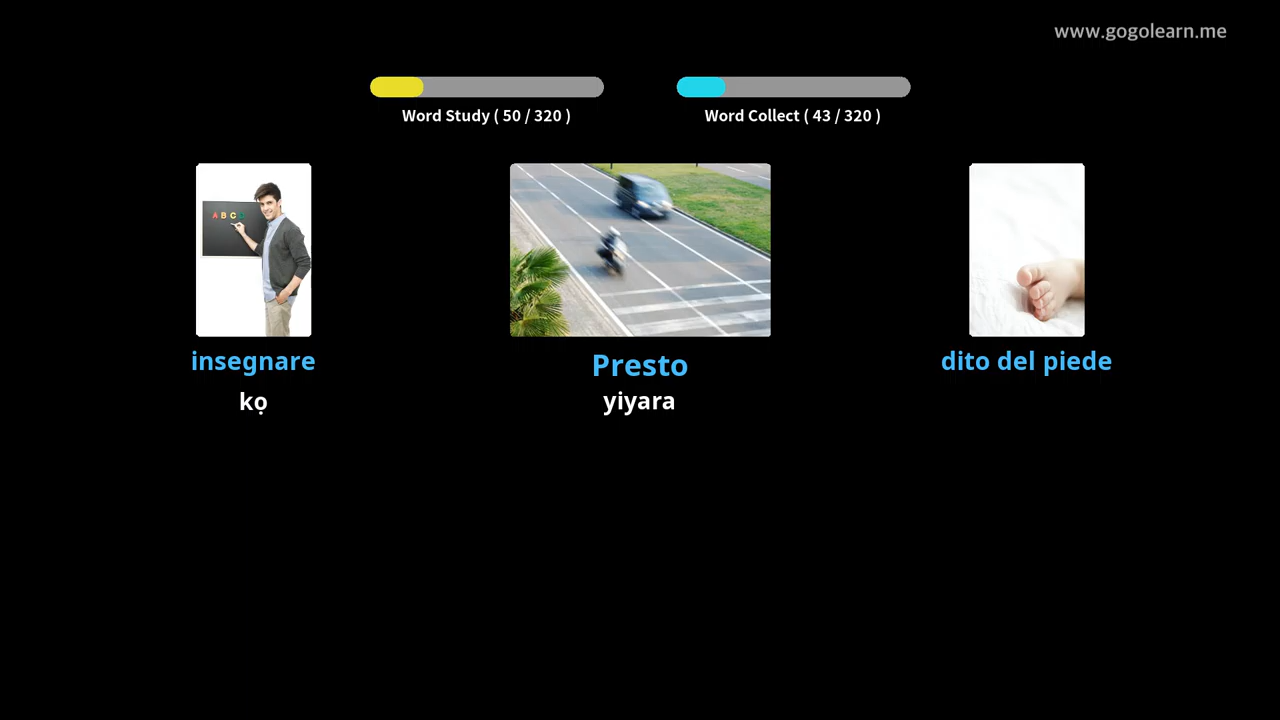 www.gogolearn.me
Word Study ( 50 / 320 )
Word Collect ( 43 / 320 )
A B C D
insegnare
Presto
dito del piede
kọ
yiyara